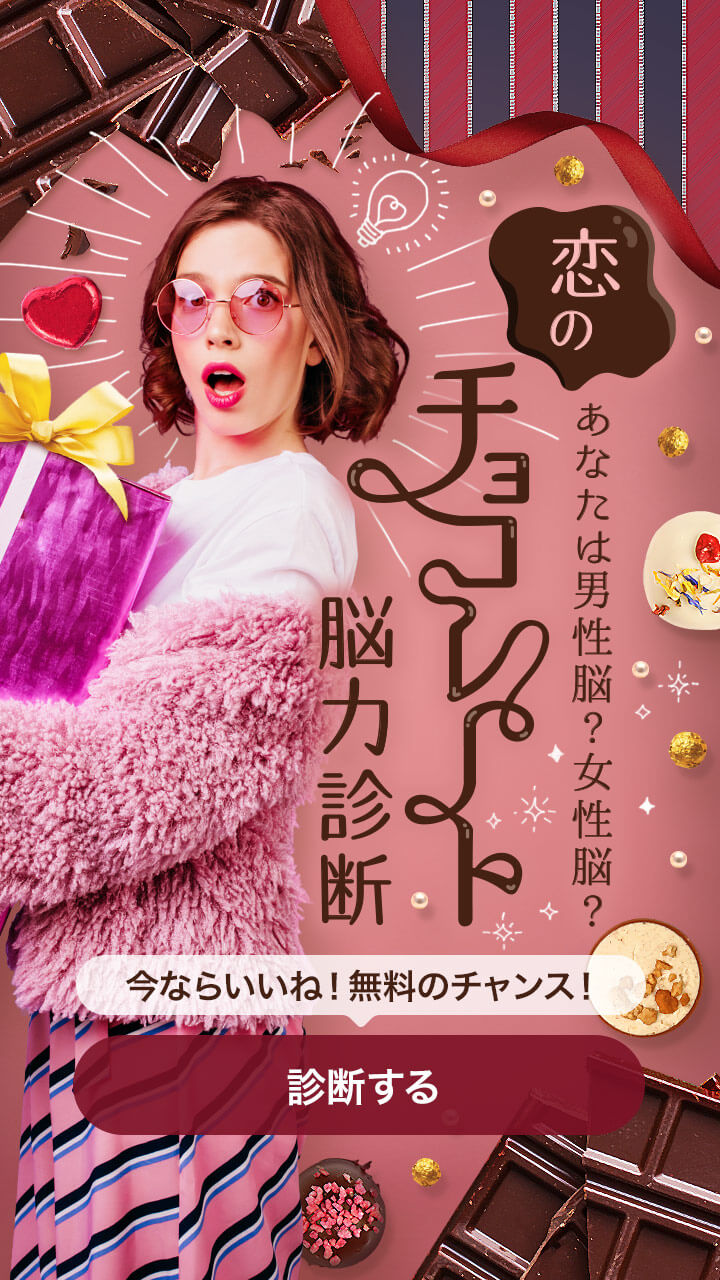 恋の
チョコレート
脳力診断
あなたは男性脳？女性脳？
今ならいいね！無料のチャンス！
診断する